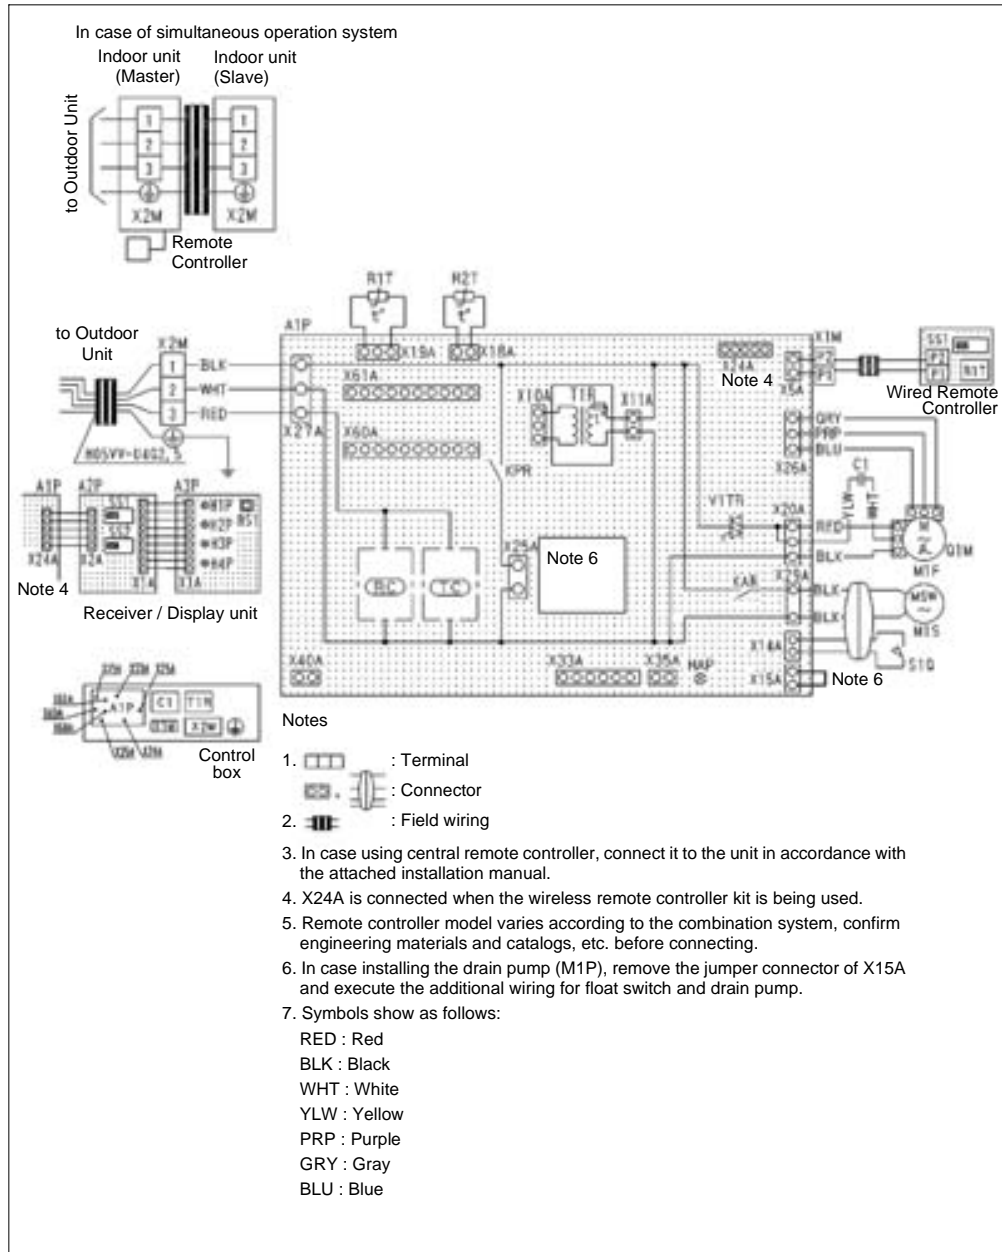 In case of simultaneous operation system
Indoor unit (Master)
Indoor unit (Slave)
to Outdoor Unit
1
2
3
X2M
1
2
3
X2M
Remote Controller
R1T
R2T
to Outdoor Unit
X2M
1
2
3
BLK
WHT
RED
H05VV-U4G2,5
A1P
X27A
X19A
X18A
X61A
X60A
X10A
T1R
X11A
X24A
Note 4
X1M
P2
P1
X5A
SS1
P2
P1
R1T
Wired Remote Controller
GRY
PRP
BLU
X26A
C1
YLW
WHT
KPR
V1TR
X20A
RED
BLK
M
Q1M
M1F
X25A
Note 6
RC
TC
KAR
X29A
BLK
BLK
MSW
M1S
X14A
S1Q
X40A
X33A
X35A
HAP
X15A
Note 6
A1P
A2P
A3P
SS1
SS2
H1P
H2P
H3P
H4P
BS1
X24A
X2A
X1A
X1A
Note 4
Receiver / Display unit
A1P
C1
T1R
X1M
X2M
Control box
Notes
1. : Terminal
: Connector
2. : Field wiring
3. In case using central remote controller, connect it to the unit in accordance with
the attached installation manual.
4. X24A is connected when the wireless remote controller kit is being used.
5. Remote controller model varies according to the combination system, confirm
engineering materials and catalogs, etc. before connecting.
6. In case installing the drain pump (M1P), remove the jumper connector of X15A
and execute the additional wiring for float switch and drain pump.
7. Symbols show as follows:
RED : Red
BLK : Black
WHT : White
YLW : Yellow
PRP : Purple
GRY : Gray
BLU : Blue